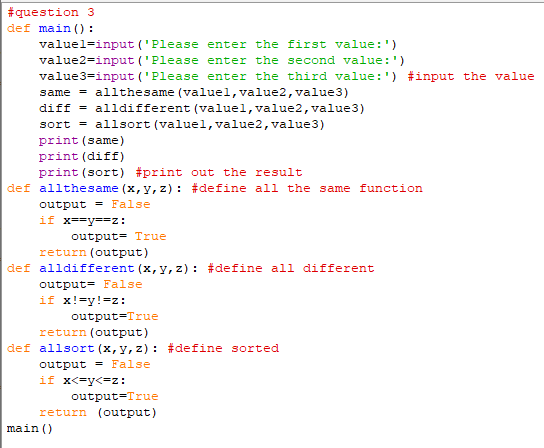 #question 3
def main():
    value1=input('Please enter the first value:')
    value2=input('Please enter the second value:')
    value3=input('Please enter the third value:') #input the value
    same = allthesame(value1,value2,value3)
    diff = alldifferent(value1,value2,value3)
    sort = allsort(value1,value2,value3)
    print(same)
    print(diff)
    print(sort) #print out the result
def allthesame(x,y,z): #define all the same function
    output = False
    if x==y==z:
        output= True
    return(output)
def alldifferent(x,y,z): #define all different
    output= False
    if x!=y!=z:
        output=True
    return(output)
def allsort(x,y,z): #define sorted
    output = False
    if x<=y<=z:
        output=True
    return (output)
main()